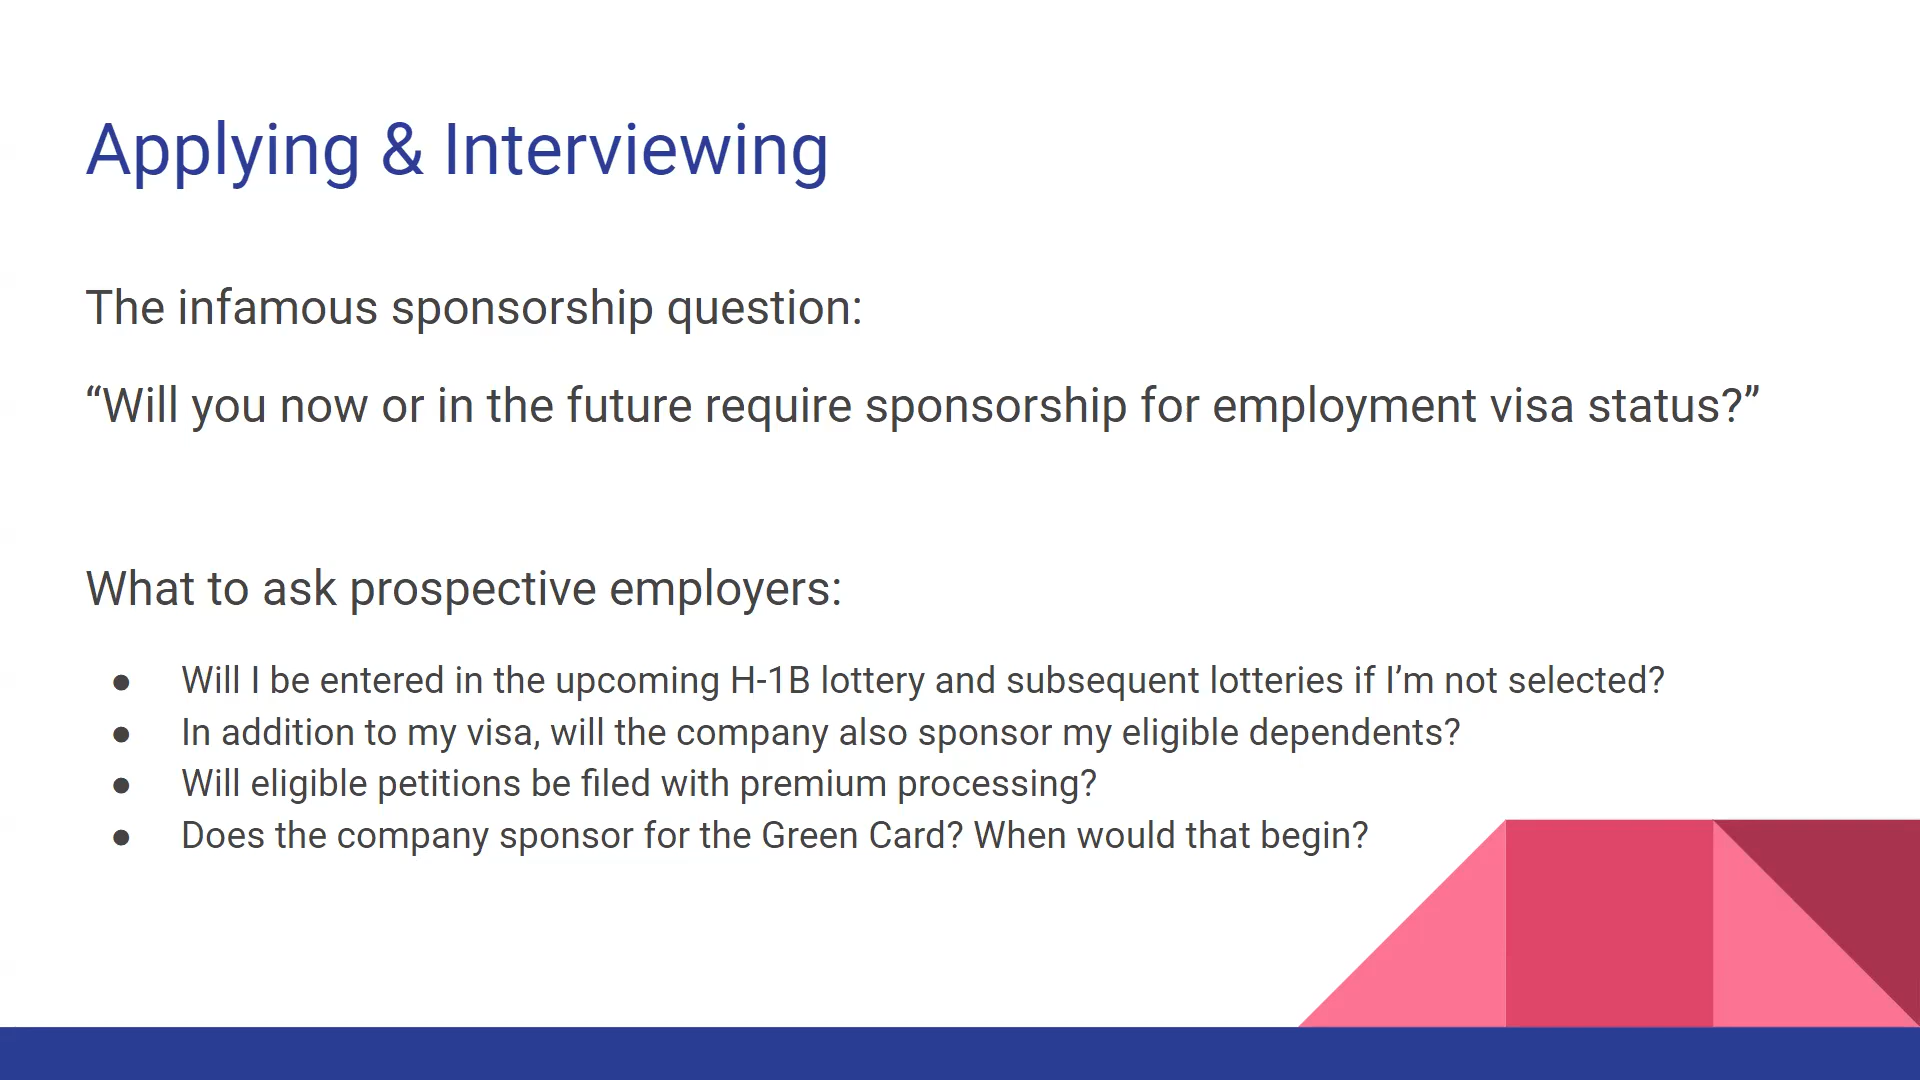 Applying & Interviewing
The infamous sponsorship question:
“Will you now or in the future require sponsorship for employment visa status?”
What to ask prospective employers:
● Will I be entered in the upcoming H-1B lottery and subsequent lotteries if I’m not selected?
● In addition to my visa, will the company also sponsor my eligible dependents?
● Will eligible petitions be filed with premium processing?
● Does the company sponsor for the Green Card? When would that begin?